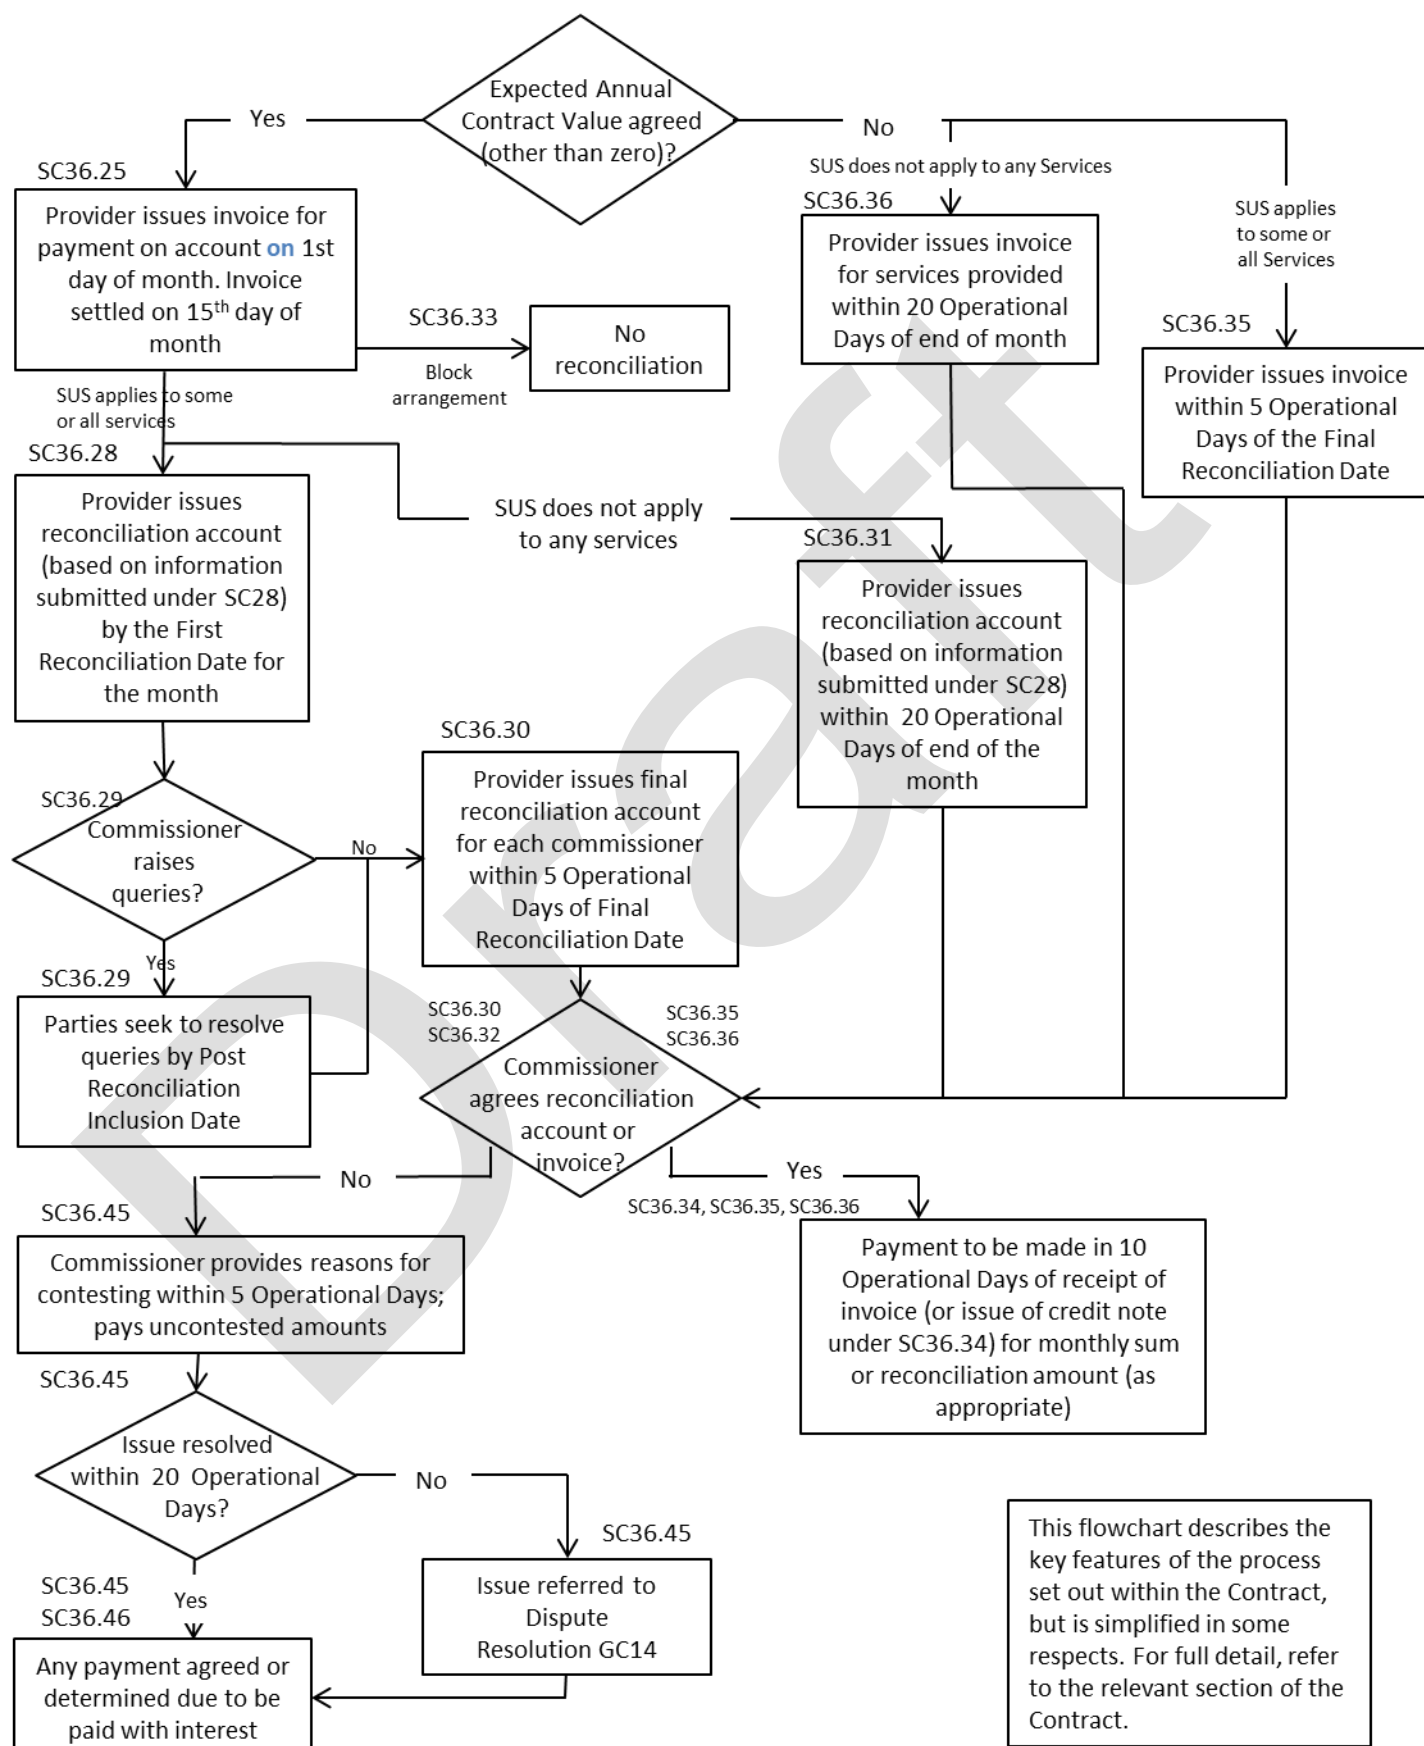 Expected Annual
Contract Value agreed
(other than zero)?
Yes
No
SC36.25
Provider issues invoice for
payment on account on 1st
day of month. Invoice
settled on 15th day of
month
SUS does not apply to any Services
SC36.36
Provider issues invoice
for services provided
within 20 Operational
Days of end of month
SUS applies
to some or
all Services
SC36.35
Provider issues invoice
within 5 Operational
Days of the Final
Reconciliation Date
SC36.33
Block
arrangement
No
reconciliation
SUS applies to some
or all services
SC36.28
Provider issues
reconciliation account
(based on information
submitted under SC28)
by the First
Reconciliation Date for
the month
SUS does not apply
to any services
SC36.31
Provider issues
reconciliation account
(based on information
submitted under SC28)
within 20 Operational
Days of end of the
month
SC36.29
Commissioner
raises
queries?
No
SC36.30
Provider issues final
reconciliation account
for each commissioner
within 5 Operational
Days of Final
Reconciliation Date
Yes
SC36.29
Parties seek to resolve
queries by Post
Reconciliation
Inclusion Date
SC36.30
SC36.32
SC36.35
SC36.36
Commissioner
agrees reconciliation
account or
invoice?
No
Yes
SC36.34, SC36.35, SC36.36
Payment to be made in 10
Operational Days of receipt of
invoice (or issue of credit note
under SC36.34) for monthly sum
or reconciliation amount (as
appropriate)
SC36.45
Commissioner provides reasons for
contesting within 5 Operational Days;
pays uncontested amounts
SC36.45
Issue resolved
within 20 Operational
Days?
No
SC36.45
Issue referred to
Dispute
Resolution GC14
SC36.45
SC36.46
Yes
Any payment agreed or
determined due to be
paid with interest
This flowchart describes the
key features of the process
set out within the Contract,
but is simplified in some
respects. For full detail, refer
to the relevant section of the
Contract.
Draft